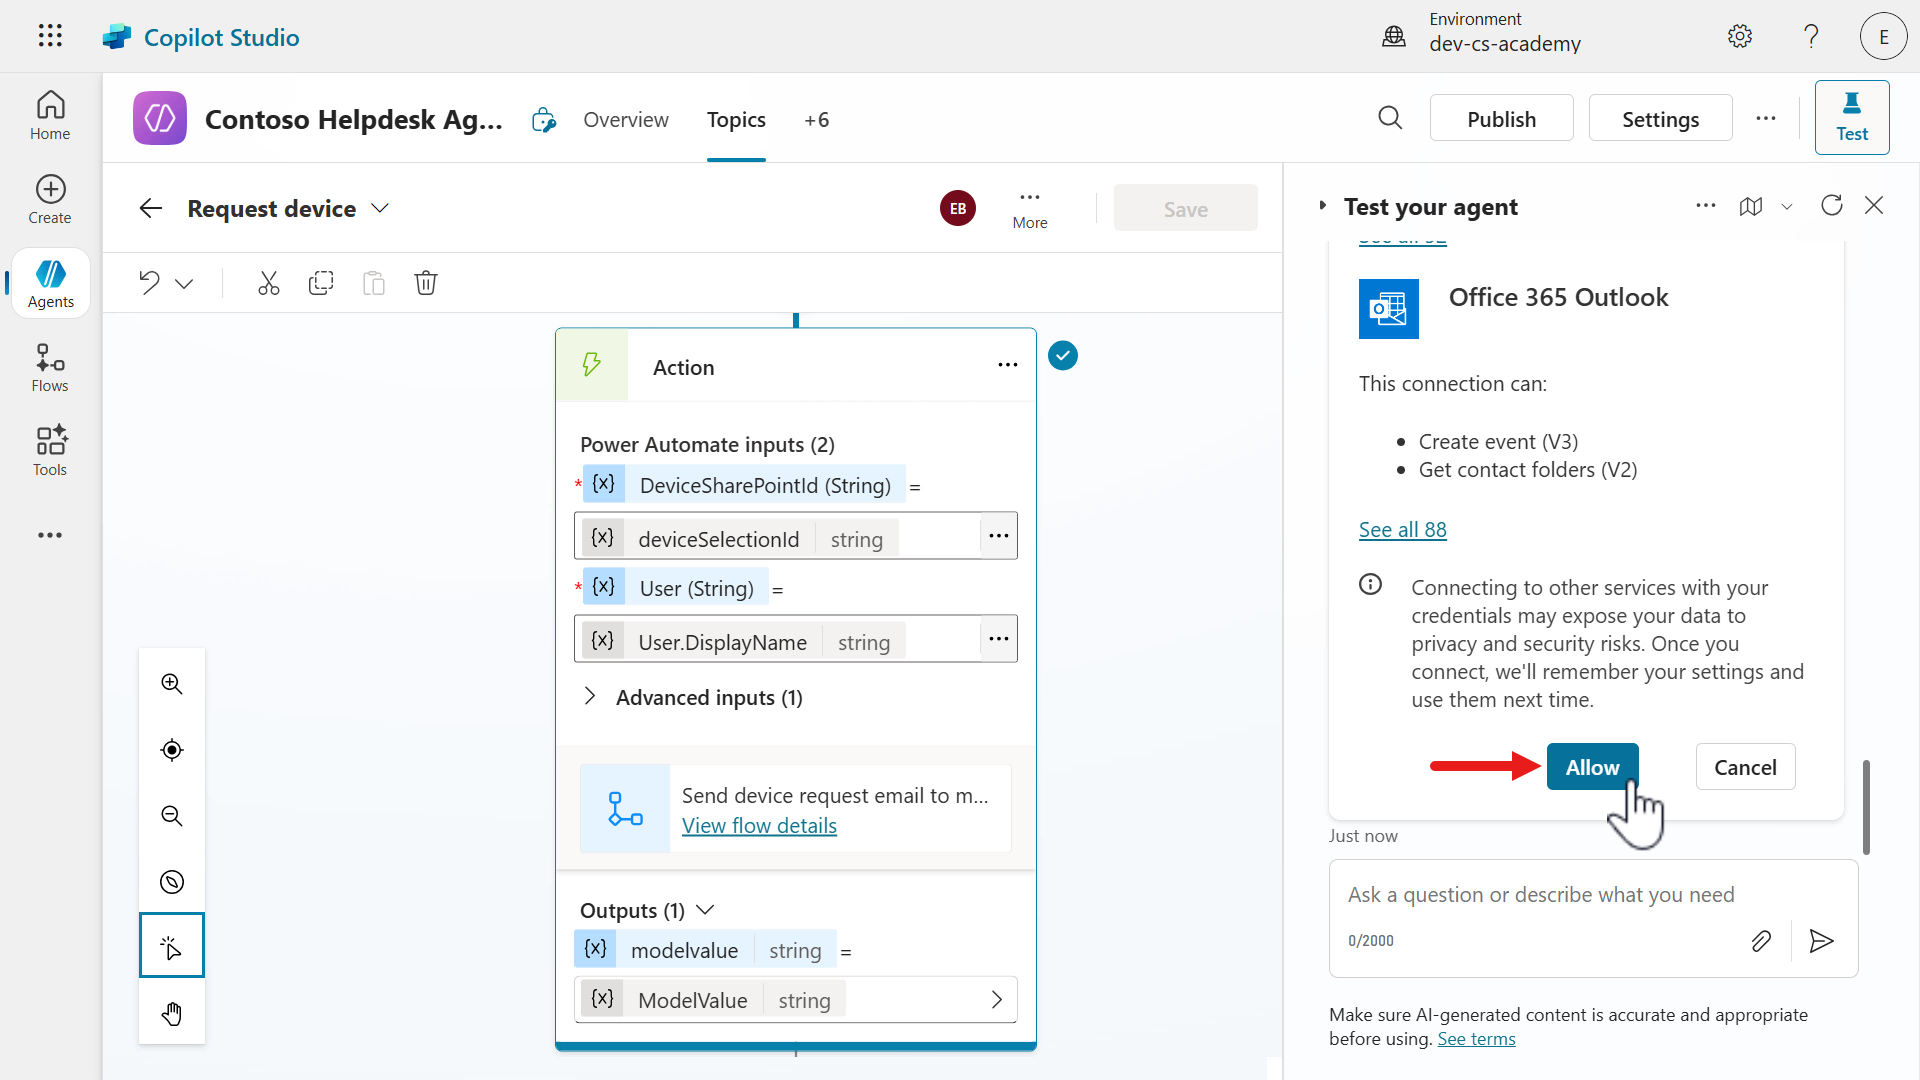 Copilot Studio
Environment
dev-cs-academy
E
Home
Create
Agents
Flows
Tools
Contoso Helpdesk Ag...
Overview
Topics
+6
Publish
Settings
Test
Request device
EB
More
Save
Action
Power Automate inputs (2)
* {x} DeviceSharePointId (String) =
{x} deviceSelectionId string
* {x} User (String) =
{x} User.DisplayName string
Advanced inputs (1)
Send device request email to m...
View flow details
Outputs (1)
{x} modelvalue string =
{x} ModelValue string
Test your agent
Office 365 Outlook
This connection can:
• Create event (V3)
• Get contact folders (V2)
See all 88
Connecting to other services with your
credentials may expose your data to
privacy and security risks. Once you
connect, we'll remember your settings and
use them next time.
Allow
Cancel
Just now
Ask a question or describe what you need
0/2000
Make sure AI-generated content is accurate and appropriate
before using. See terms